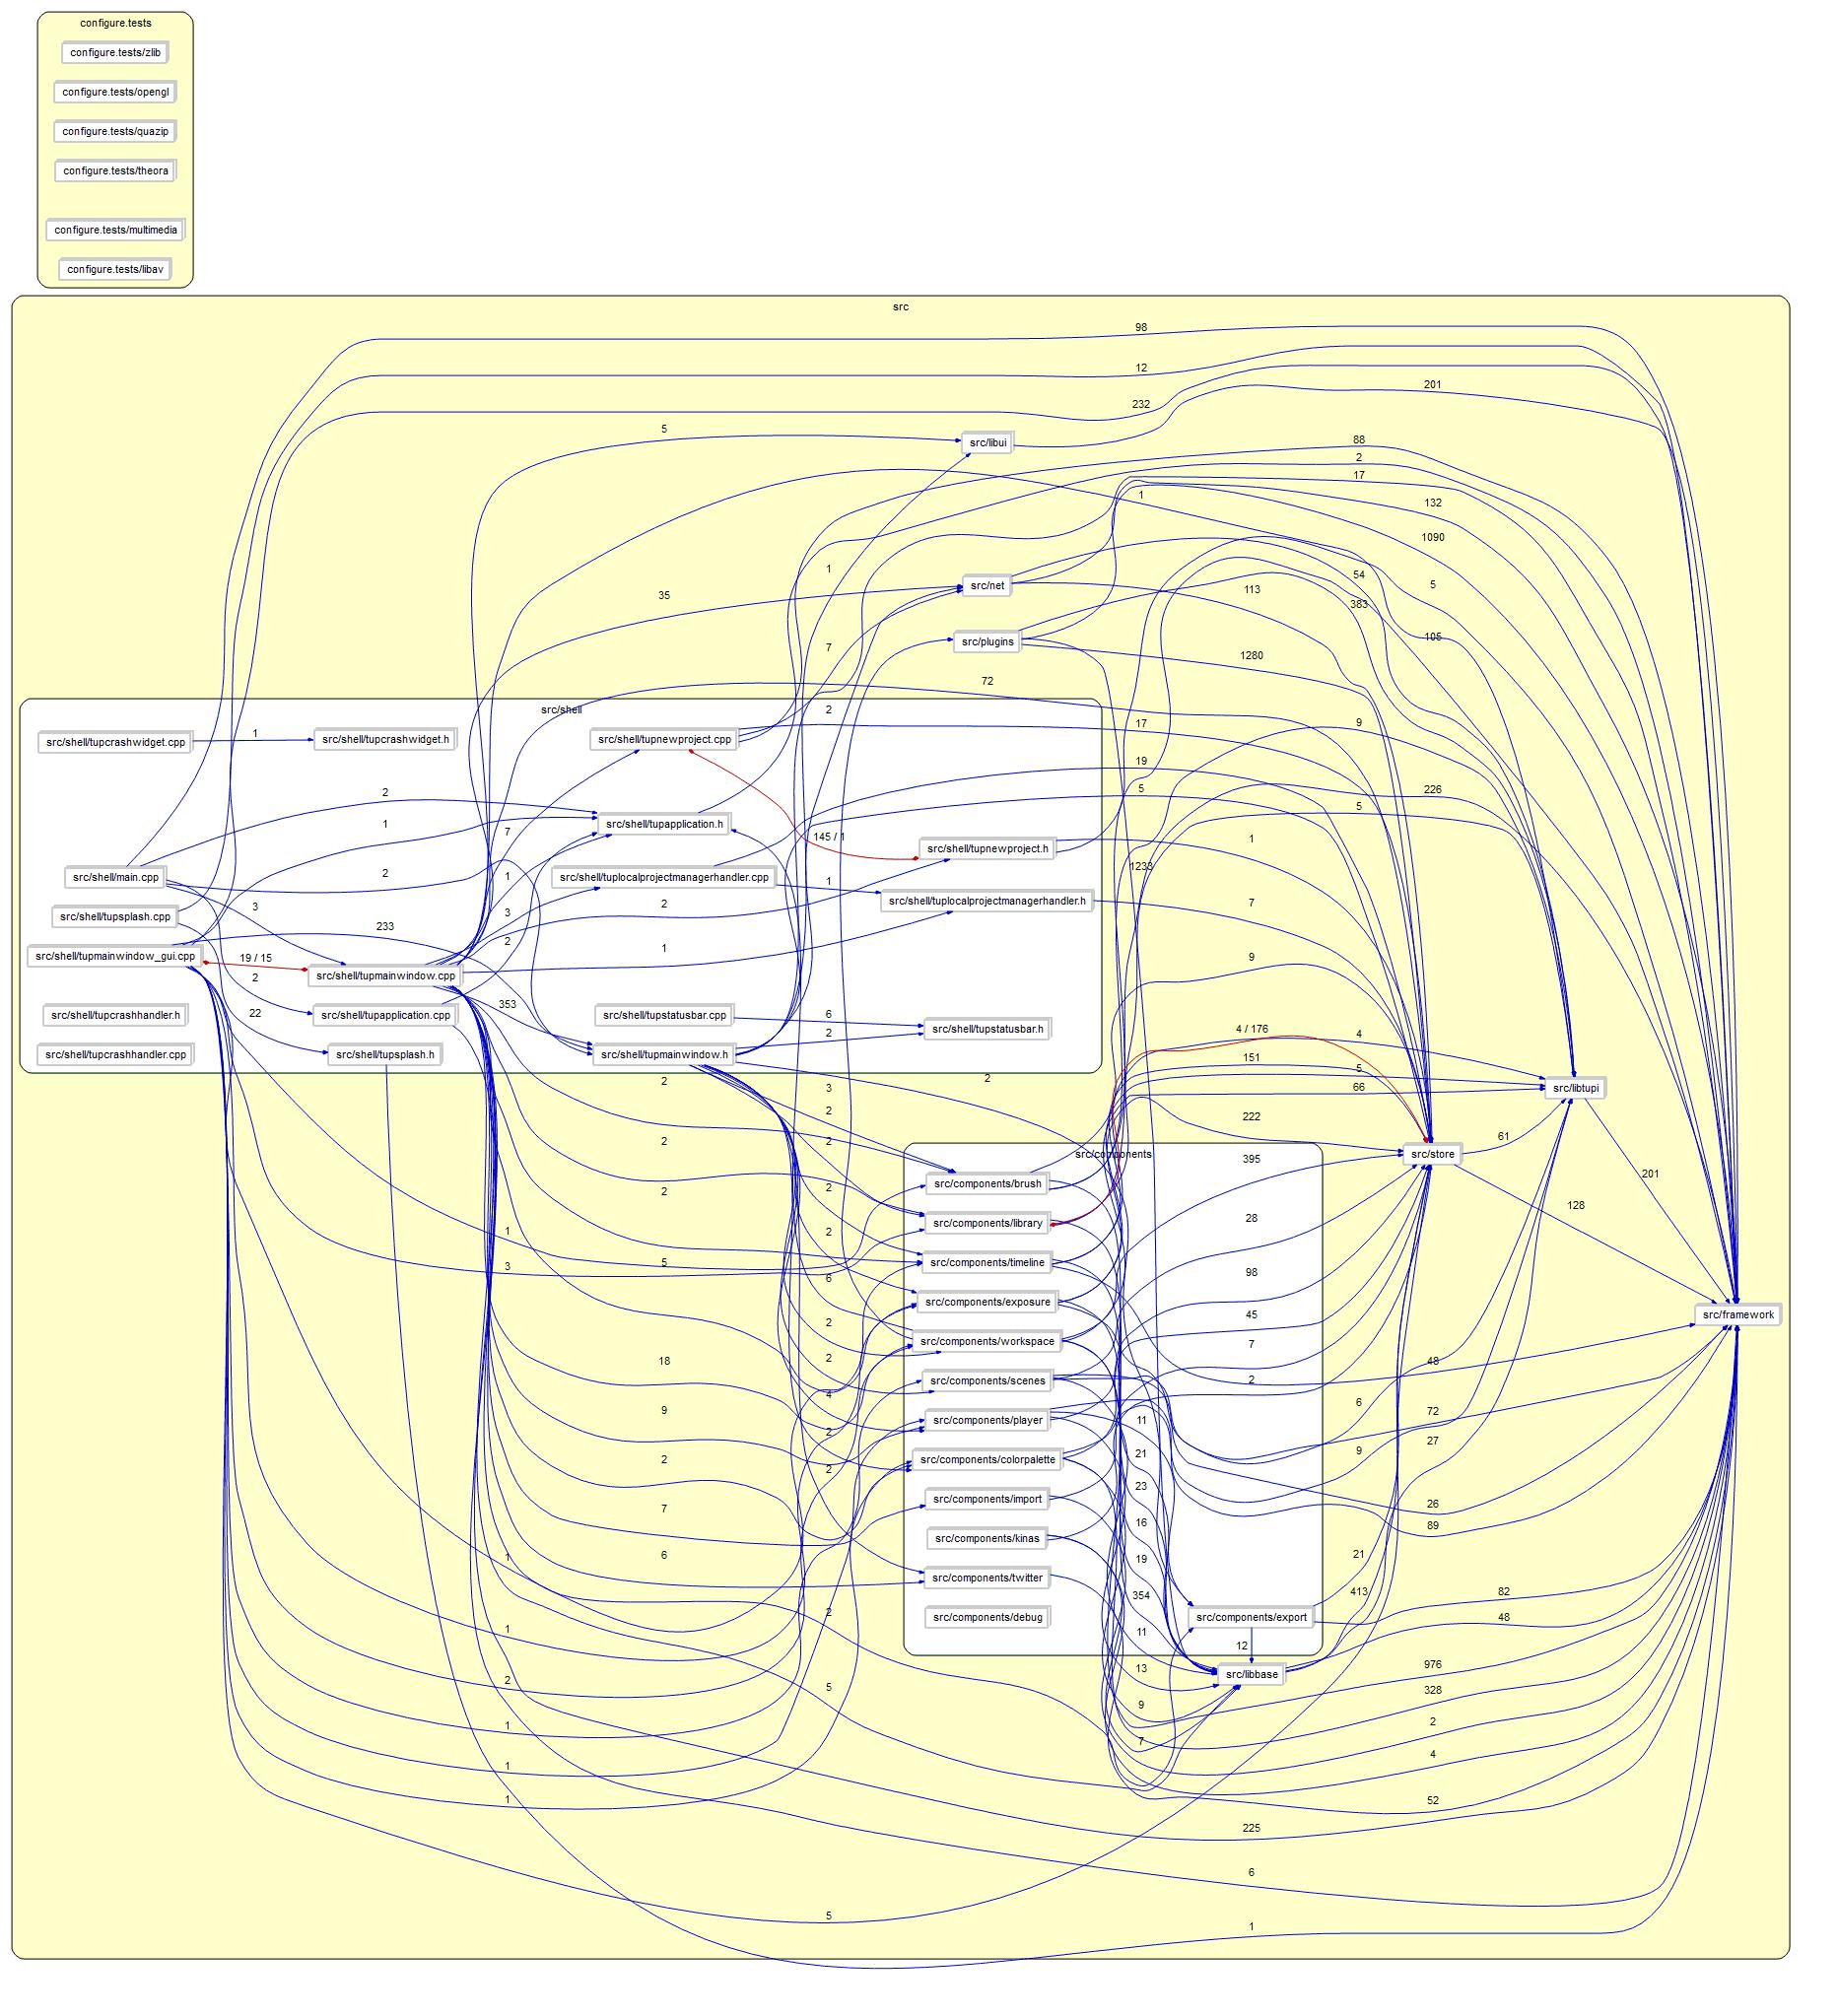 configure.tests
configure.tests/zlib
configure.tests/opengl
configure.tests/quazip
configure.tests/theora
configure.tests/multimedia
configure.tests/libav
src
98
12
201
232
5
src/libui
88
2
17
1
132
1090
1
54
5
src/net
35
113
383
105
7
src/plugins
1280
72
src/shell
2
17
9
src/shell/tupcrashwidget.cpp
1
src/shell/tupcrashwidget.h
src/shell/tupnewproject.cpp
19
2
5
226
5
1
src/shell/tupapplication.h
7
145 / 1
1
src/shell/tupnewproject.h
src/shell/main.cpp
2
1
src/shell/tuplocalprojectmanagerhandler.cpp
1
1233
src/shell/tuplocalprojectmanagerhandler.h
7
3
3
2
src/shell/tupsplash.cpp
233
2
1
src/shell/tupmainwindow_gui.cpp
19 / 15
9
src/shell/tupmainwindow.cpp
2
353
src/shell/tupcrashhandler.h
22
src/shell/tupapplication.cpp
src/shell/tupstatusbar.cpp
6
src/shell/tupstatusbar.h
2
4 / 176
4
src/shell/tupcrashhandler.cpp
src/shell/tupsplash.h
src/shell/tupmainwindow.h
151
5
2
2
3
66
src/libtupi
2
222
2
2
61
src/store
src/components
395
201
src/components/brush
2
2
128
src/components/library
28
1
2
5
3
src/components/timeline
98
6
src/components/exposure
45
src/framework
2
src/components/workspace
7
18
2
48
src/components/scenes
2
4
9
src/components/player
11
6
72
2
2
src/components/colorpalette
21
9
27
2
23
7
src/components/import
26
16
89
src/components/kinas
6
1
19
21
src/components/twitter
354
413
82
2
src/components/debug
src/components/export
48
1
11
12
13
src/libbase
976
2
5
328
9
1
2
7
1
4
1
52
225
6
5
1